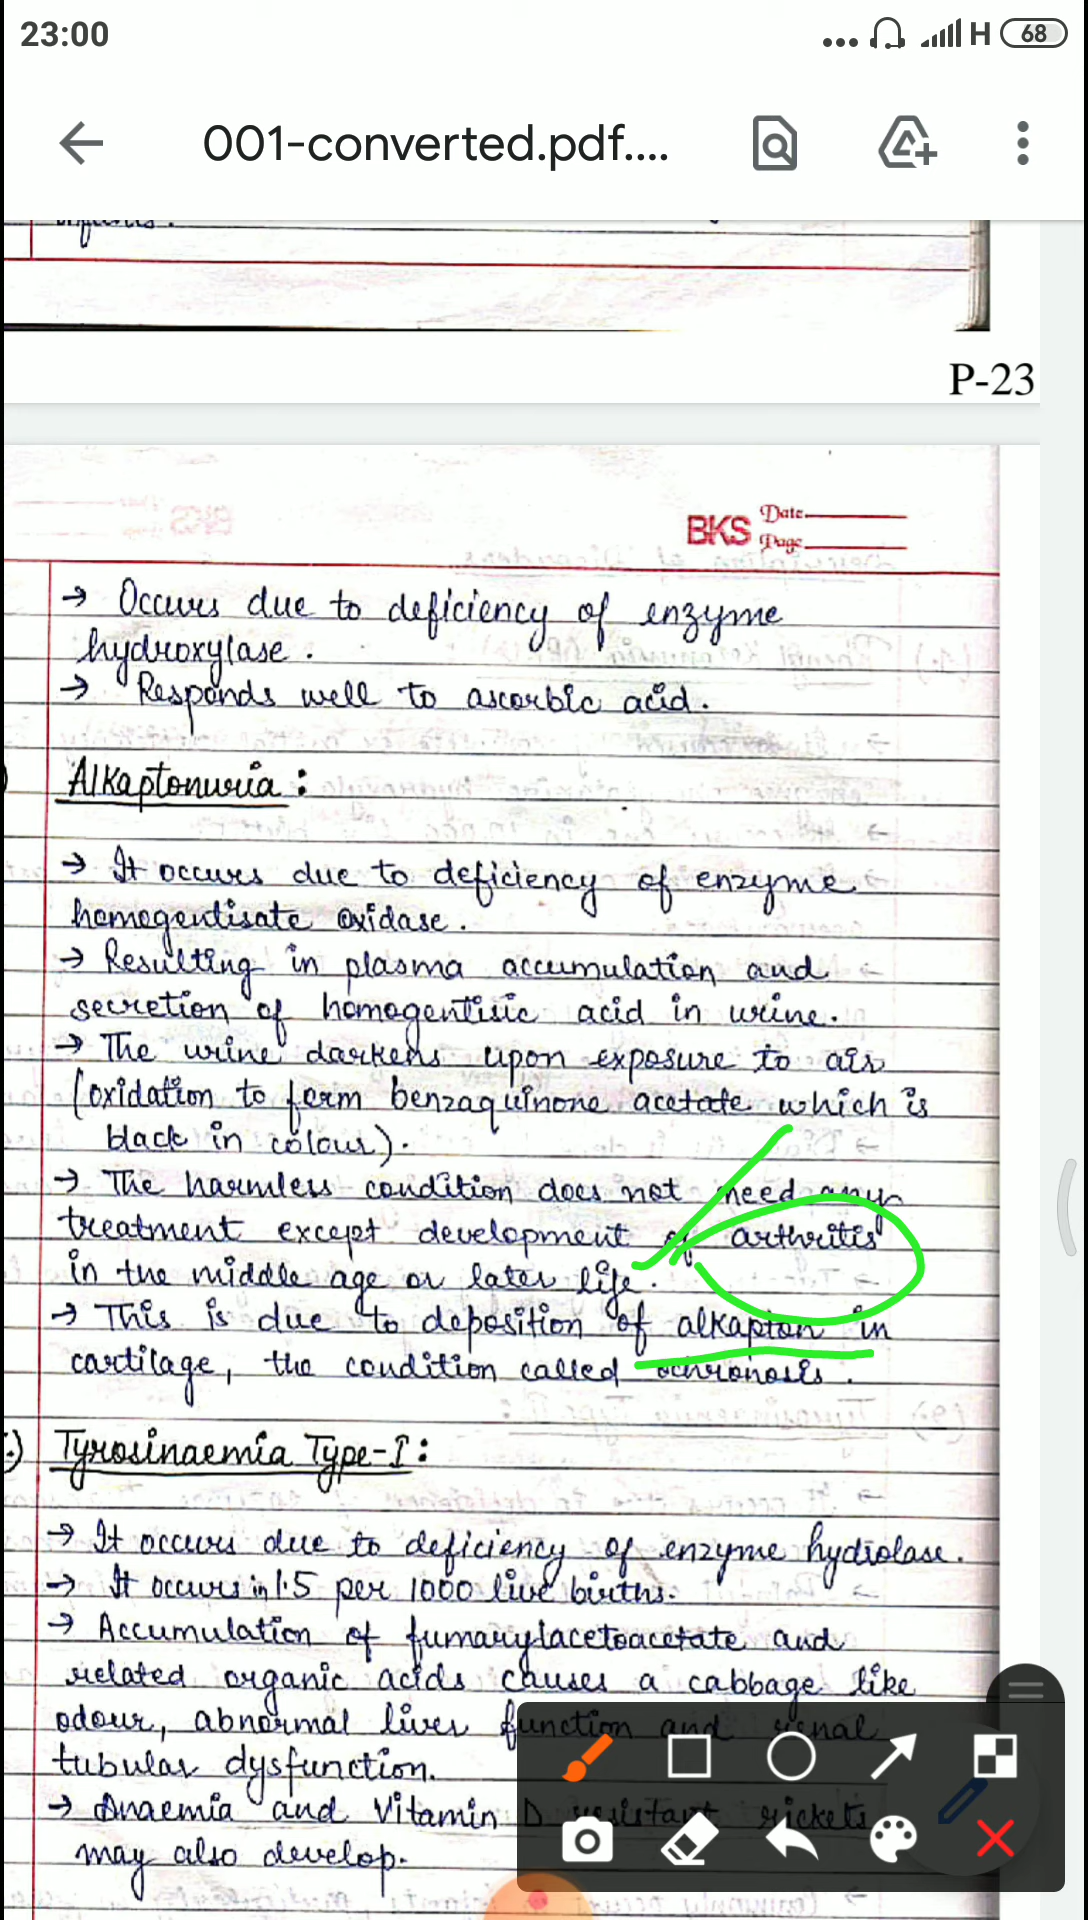 23:00
... H 68
001-converted.pdf....
P-23
BKS Date
Page
→ Occurs due to deficiency of enzyme
hydroxylase.
→ Responds well to ascorbic acid.
Alkaptonuria:
→ It occurs due to deficiency of enzyme
homogentisate oxidase.
→ Resulting in plasma accumulation and
secretion of homogentisic acid in urine.
→ The urine darkens upon exposure to air
(oxidation to form benzaquinone acetate which is
black in colour).
→ The harmless condition does not need any
treatment except development of arthritis
in the middle age or later life.
→ This is due to deposition of alkapton in
cartilage, the condition called ochronosis.
Tyrosinaemia Type-I:
→ It occurs due to deficiency of enzyme hydrolase.
→ It occurs in 1.5 per 1000 live births.
→ Accumulation of fumarylacetoacetate and
related organic acids causes a cabbage like
odour, abnormal liver function and renal
tubular dysfunction.
→ Anaemia and Vitamin D resistant rickets
may also develop.